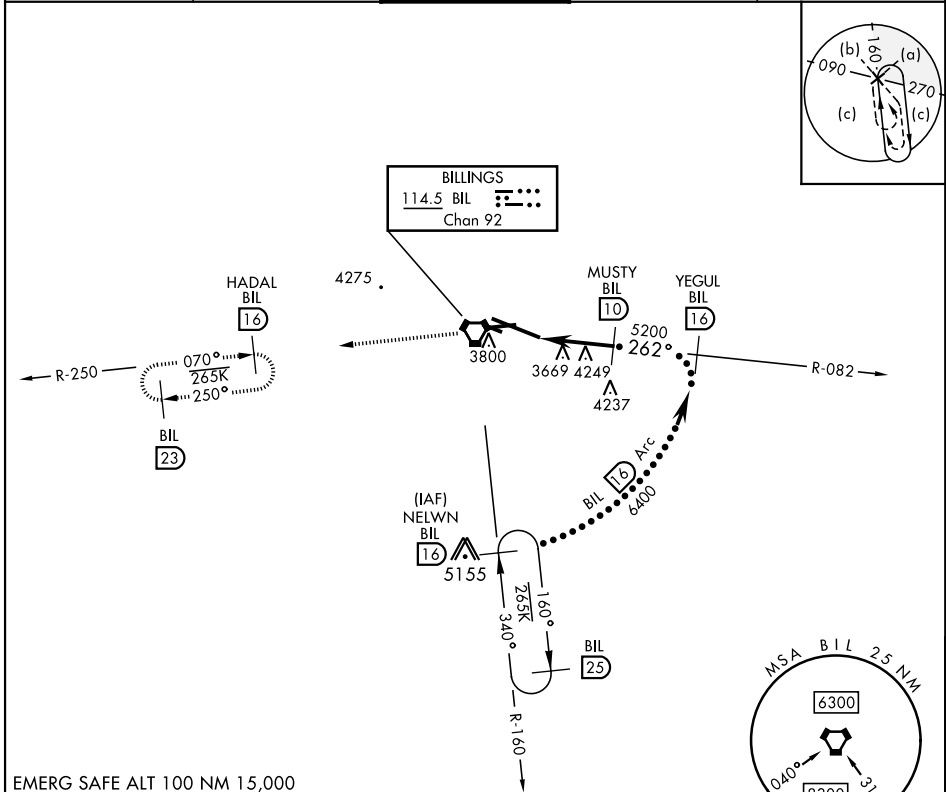 (b)
160°
(a)
090
270
(c)
(c)
BILLINGS
114.5 BIL
Chan 92
HADAL
BIL
16
4275
MUSTY
BIL
10
YEGUL
BIL
16
3800
3669
4249
4237
5200
262°
R-250
070°
265K
250°
R-082
BIL
23
BIL 16 Arc
6400
(IAF)
NELWN
BIL
16
5155
265K
160°
340°
BIL
25
R-160
MSA BIL 25 NM
6300
040°
EMERG SAFE ALT 100 NM 15,000